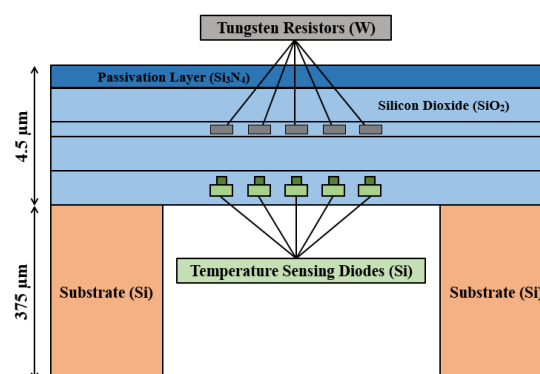 Tungsten Resistors (W)
Passivation Layer (Si₃N₄)
Silicon Dioxide (SiO₂)
4.5 μm
Temperature Sensing Diodes (Si)
375 μm
Substrate (Si)
Substrate (Si)